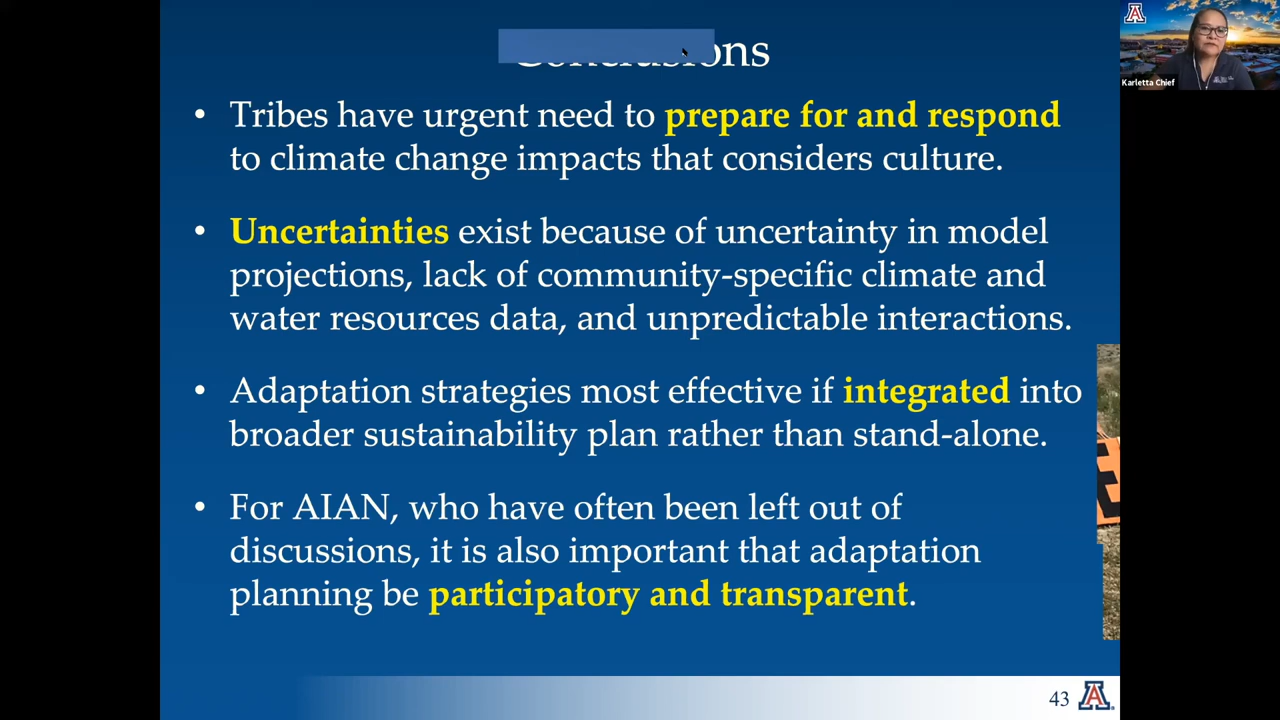 Conclusions
Karletta Chief
• Tribes have urgent need to prepare for and respond
to climate change impacts that considers culture.
• Uncertainties exist because of uncertainty in model
projections, lack of community-specific climate and
water resources data, and unpredictable interactions.
• Adaptation strategies most effective if integrated into
broader sustainability plan rather than stand-alone.
• For AIAN, who have often been left out of
discussions, it is also important that adaptation
planning be participatory and transparent.
43